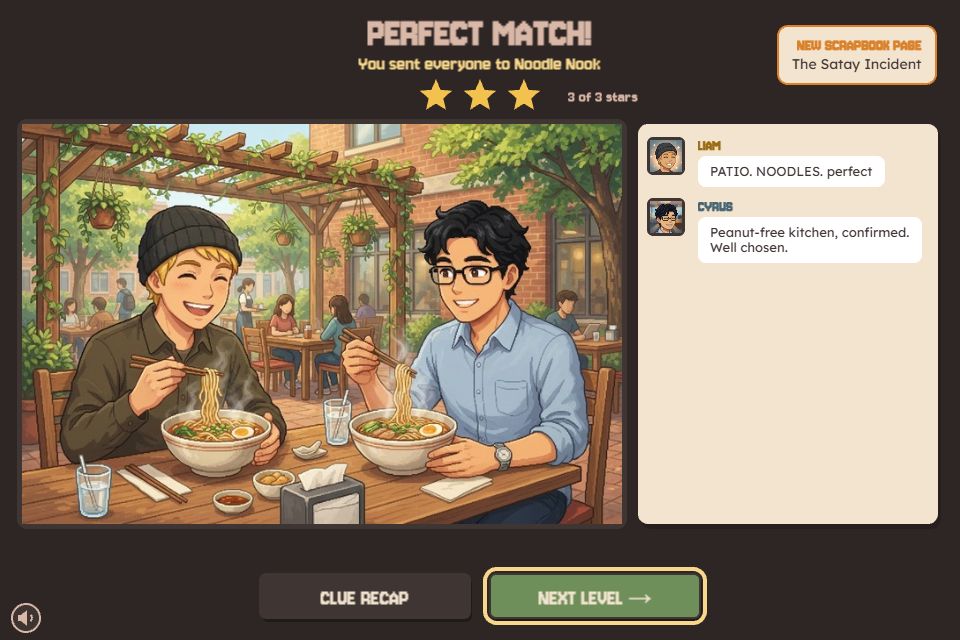 PERFECT MATCH!
You sent everyone to Noodle Nook
3 of 3 stars
NEW SCRAPBOOK PAGE
The Satay Incident
LIAM
PATIO. NOODLES. perfect
CYRUS
Peanut-free kitchen, confirmed.
Well chosen.
CLUE RECAP
NEXT LEVEL →